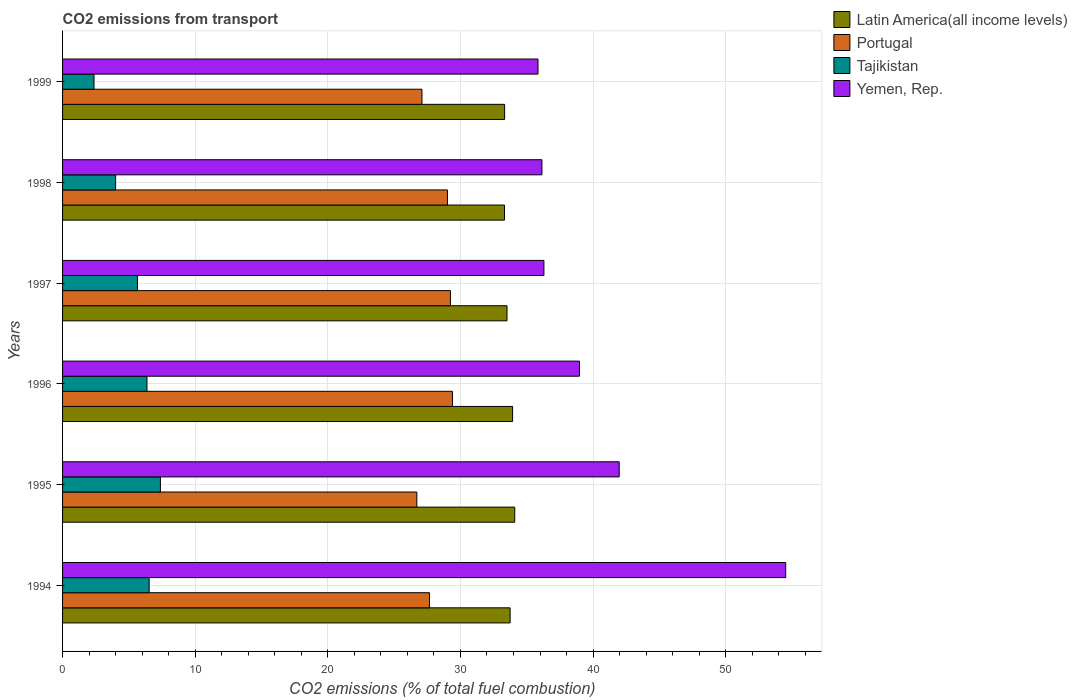 CO2 emissions from transport
Latin America(all income levels)
Portugal
Tajikistan
Yemen, Rep.
1999
1998
1997
1996
1995
1994
Years
0
10
20
30
40
50
CO2 emissions (% of total fuel combustion)